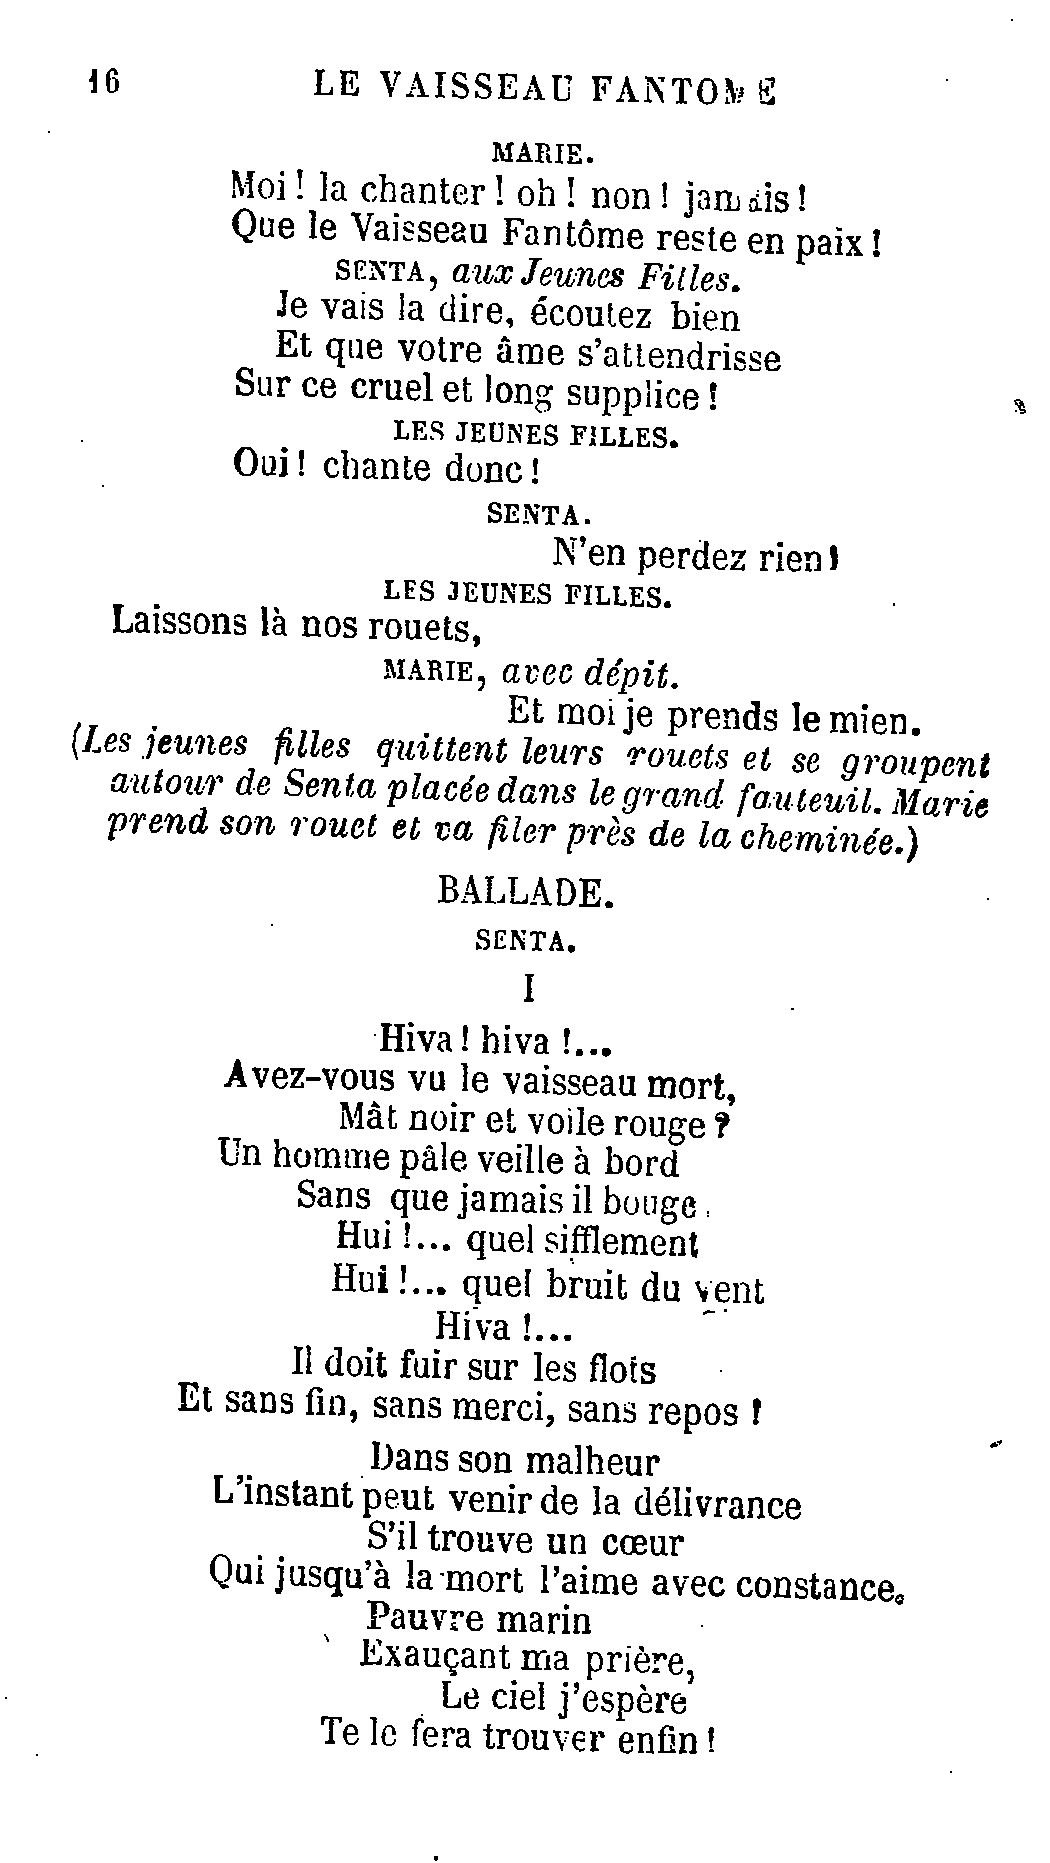 16 LE VAISSEAU FANTOME
MARIE.
Moi ! la chanter ! oh ! non ! jamais !
Que le Vaisseau Fantôme reste en paix !
SENTA, aux Jeunes Filles.
Je vais la dire, écoutez bien
Et que votre âme s'attendrisse
Sur ce cruel et long supplice !
LES JEUNES FILLES.
Oui ! chante donc !
SENTA.
N'en perdez rien !
LES JEUNES FILLES.
Laissons là nos rouets,
MARIE, avec dépit.
Et moi je prends le mien.
(Les jeunes filles quittent leurs rouets et se groupent
autour de Senta placée dans le grand fauteuil. Marie
prend son rouet et va filer près de la cheminée.)
BALLADE.
SENTA.
I
Hiva ! hiva !...
Avez-vous vu le vaisseau mort,
Mât noir et voile rouge ?
Un homme pâle veille à bord
Sans que jamais il bouge.
Hui !... quel sifflement
Hui !... quel bruit du vent
Hiva !...
Il doit fuir sur les flots
Et sans fin, sans merci, sans repos !
Dans son malheur
L'instant peut venir de la délivrance
S'il trouve un cœur
Qui jusqu'à la mort l'aime avec constance.
Pauvre marin
Exauçant ma prière,
Le ciel j'espère
Te le fera trouver enfin !